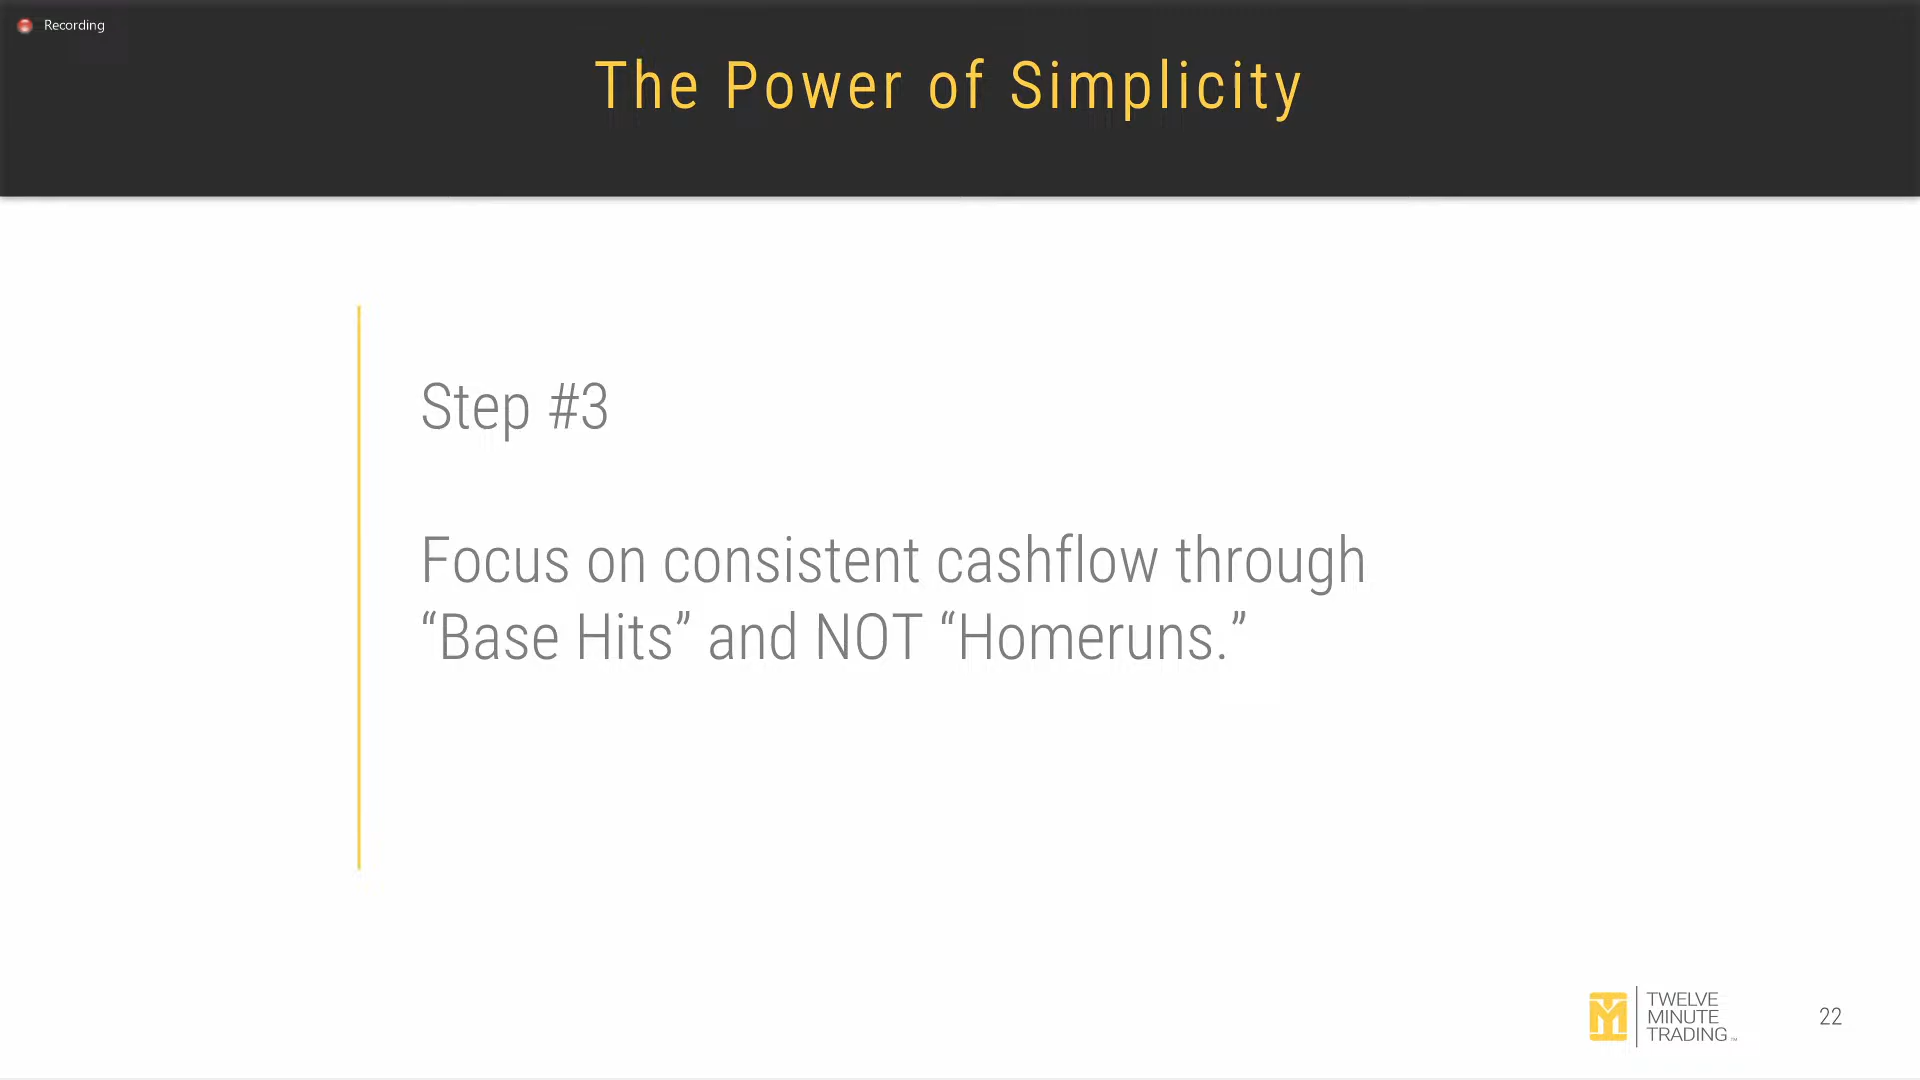 Recording
The Power of Simplicity
Step #3
Focus on consistent cashflow through
“Base Hits” and NOT “Homeruns.”
TWELVE
MINUTE
TRADING™
22